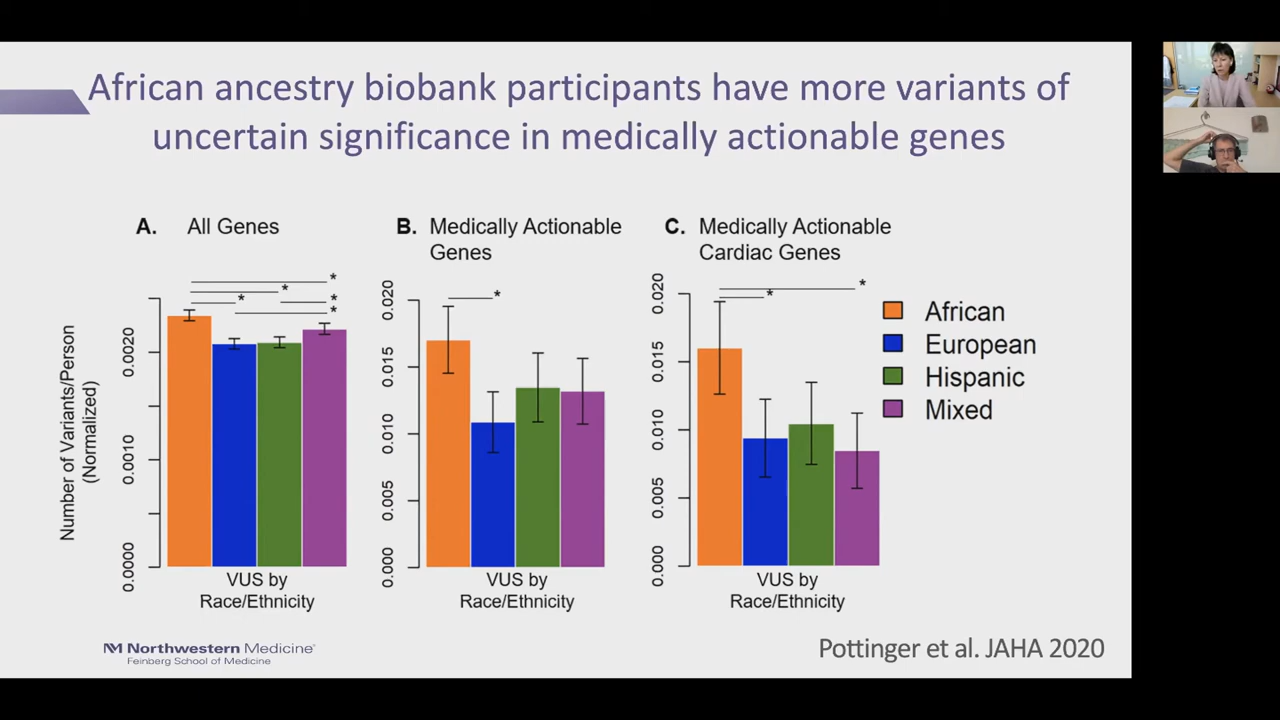 African ancestry biobank participants have more variants of
uncertain significance in medically actionable genes
A. All Genes
B. Medically Actionable
Genes
C. Medically Actionable
Cardiac Genes
Number of Variants/Person
(Normalized)
0.0020
0.0010
0.0000
* * * * *
VUS by
Race/Ethnicity
0.020
0.015
0.010
0.005
0.000
*
VUS by
Race/Ethnicity
0.020
0.015
0.010
0.005
0.000
* *
VUS by
Race/Ethnicity
African
European
Hispanic
Mixed
NM Northwestern Medicine®
Feinberg School of Medicine
Pottinger et al. JAHA 2020